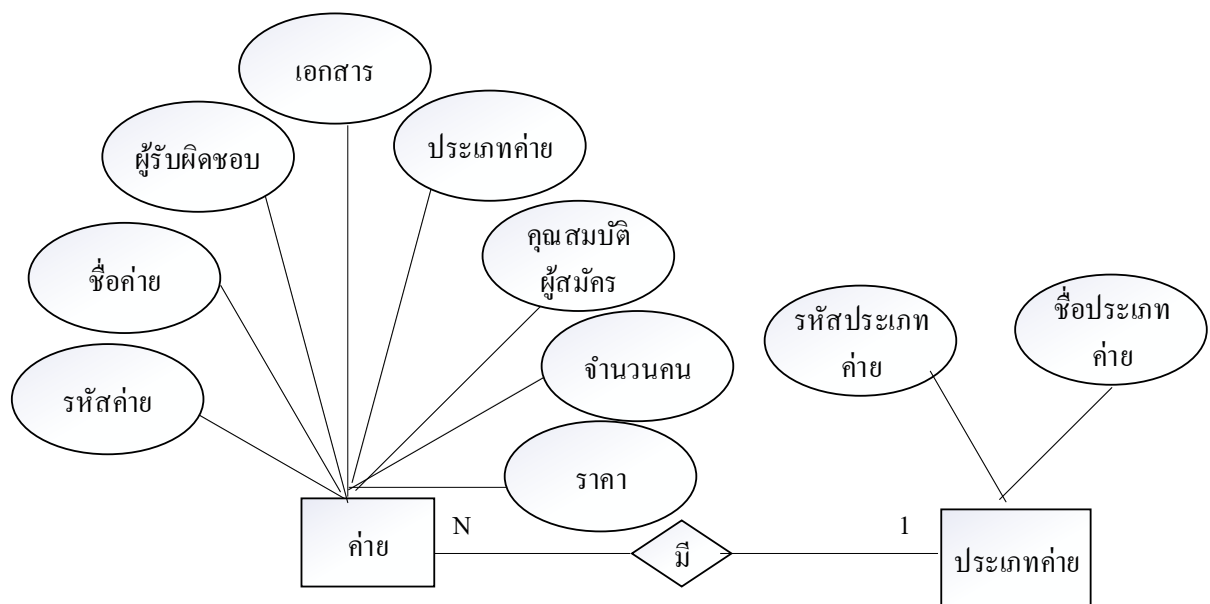 เอกสาร
ผู้รับผิดชอบ
ประเภทค่าย
ชื่อค่าย
คุณสมบัติ
ผู้สมัคร
รหัสค่าย
จำนวนคน
ราคา
รหัสประเภท
ค่าย
ชื่อประเภท
ค่าย
ค่าย
N
มี
1
ประเภทค่าย